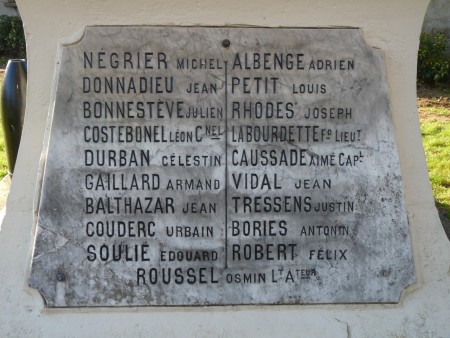 NÉGRIER MICHEL
DONNADIEU JEAN
BONNESTÈVE JULIEN
COSTEBONEL LÉON CNEL
DURBAN CÉLESTIN
GAILLARD ARMAND
BALTHAZAR JEAN
COUDERC URBAIN
SOULIÉ EDOUARD
ALBENGE ADRIEN
PETIT LOUIS
RHODES JOSEPH
LABOURDETTE FD LIEUT
CAUSSADE AIMÉ CAPL
VIDAL JEAN
TRESSENS JUSTIN
BORIES ANTONIN
ROBERT FÉLIX
ROUSSEL OSMIN LT ATEUR